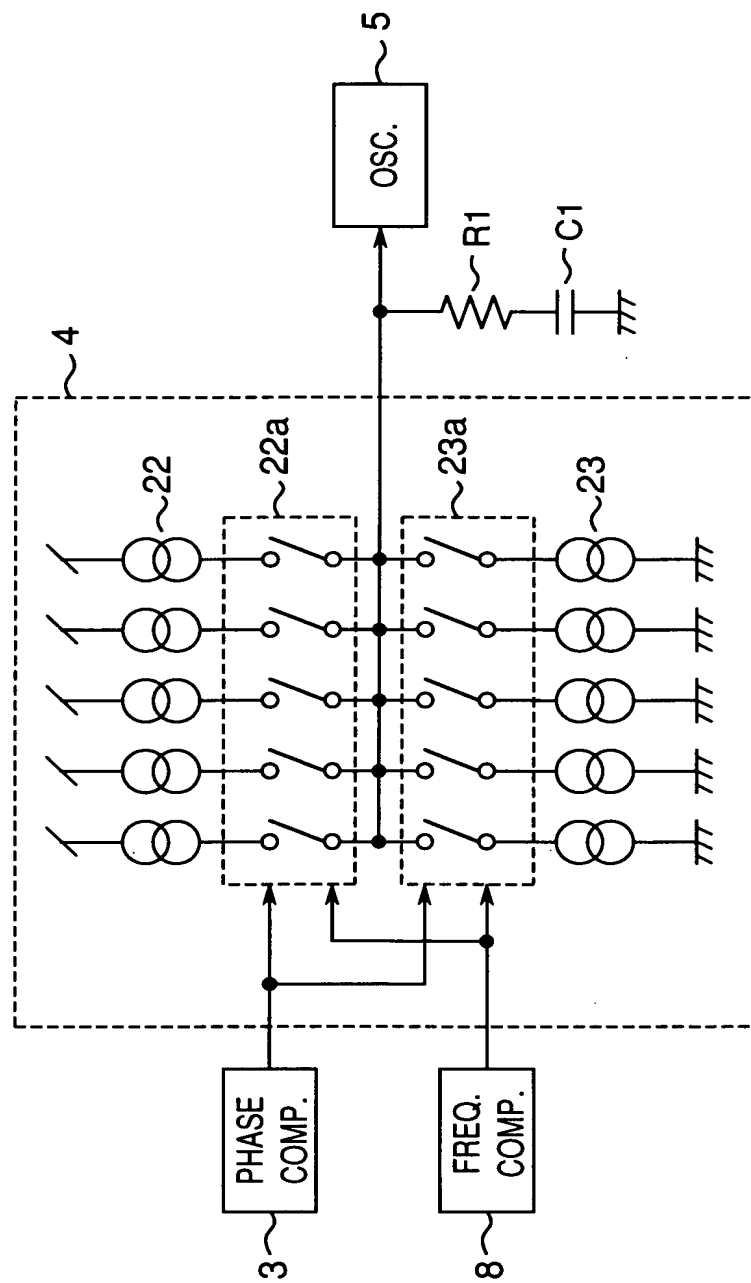 4
22
22a
23a
23
5
OSC.
R1
C1
PHASE
COMP.
3
FREQ.
COMP.
8